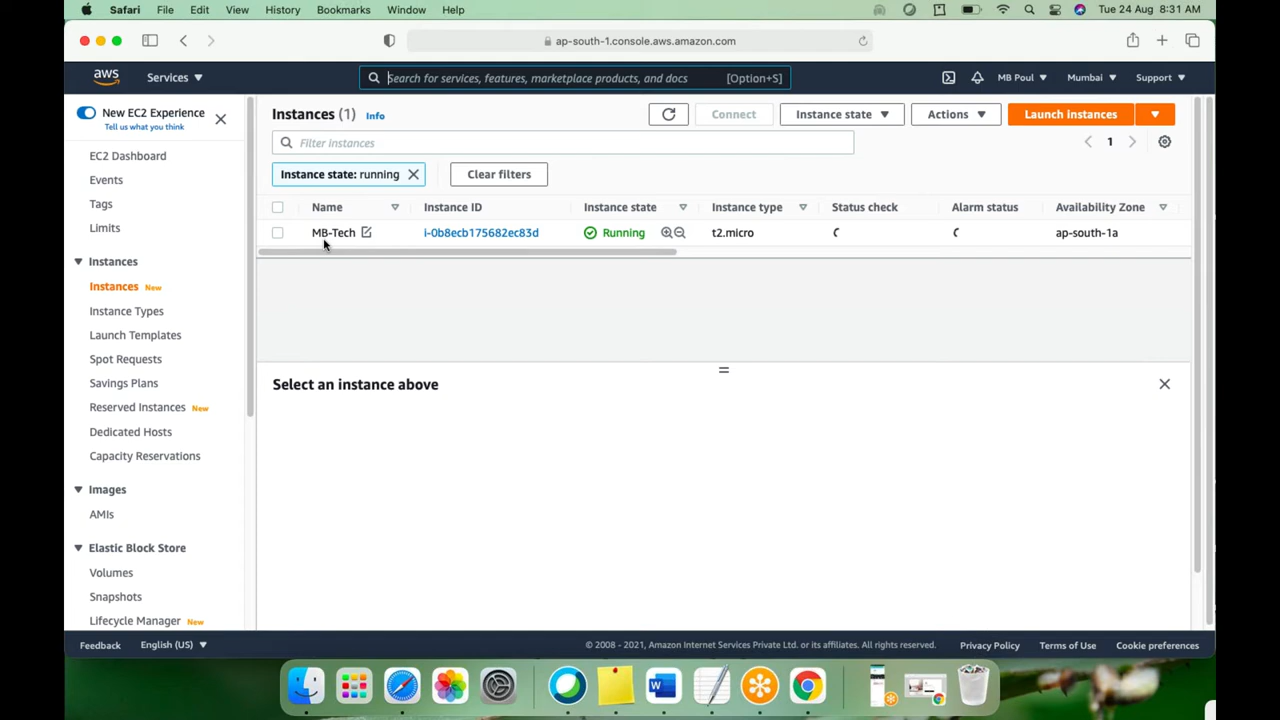 Safari File Edit View History Bookmarks Window Help Tue 24 Aug 8:31 AM
ap-south-1.console.aws.amazon.com
aws Services Search for services, features, marketplace products, and docs [Option+S] MB Poul Mumbai Support
New EC2 Experience
Tell us what you think
EC2 Dashboard
Events
Tags
Limits
Instances
Instances New
Instance Types
Launch Templates
Spot Requests
Savings Plans
Reserved Instances New
Dedicated Hosts
Capacity Reservations
Images
AMIs
Elastic Block Store
Volumes
Snapshots
Lifecycle Manager New
Instances (1) Info Connect Instance state Actions Launch instances
Filter instances 1
Instance state: running Clear filters
Name Instance ID Instance state Instance type Status check Alarm status Availability Zone
MB-Tech i-0b8ecb175682ec83d Running t2.micro ap-south-1a
Select an instance above
Feedback English (US) © 2008 - 2021, Amazon Internet Services Private Ltd. or its affiliates. All rights reserved. Privacy Policy Terms of Use Cookie preferences